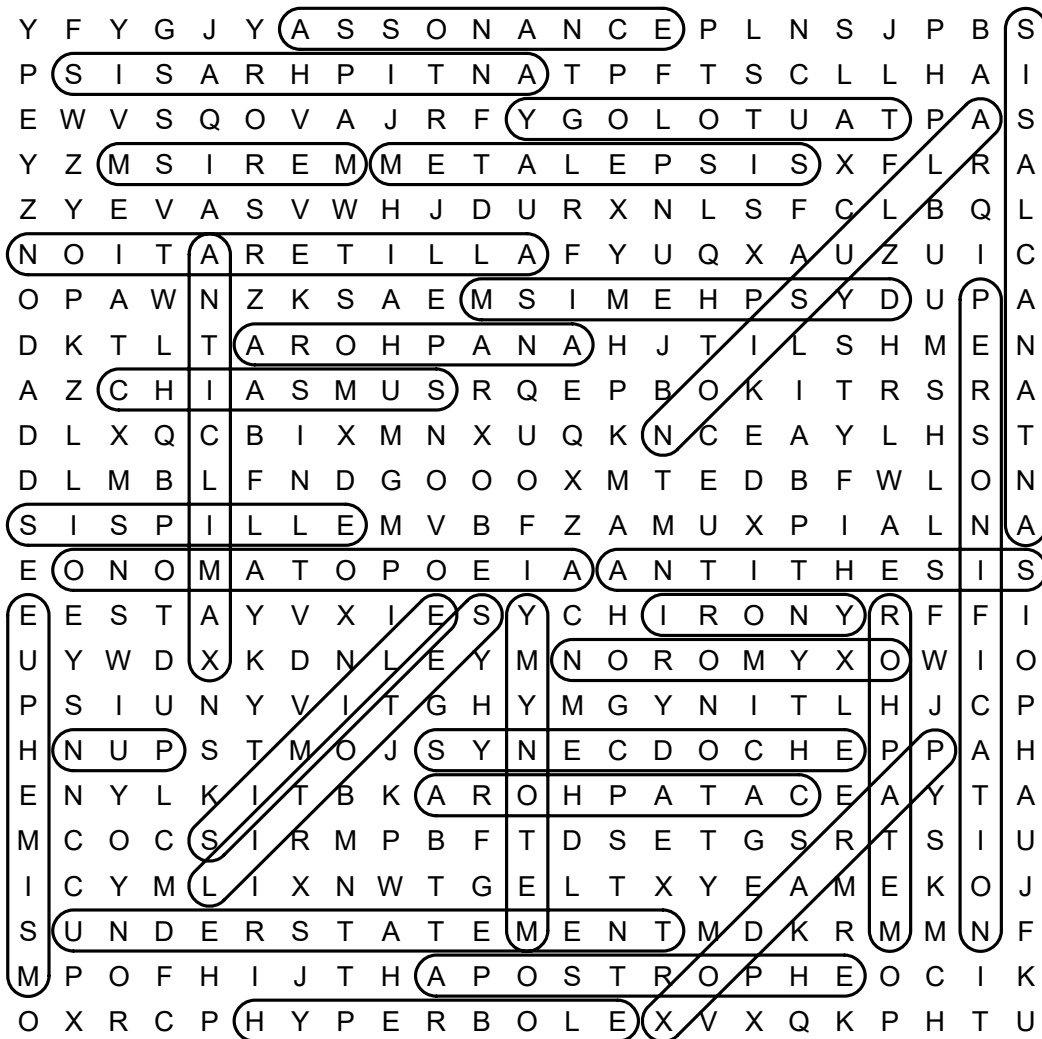 Y F Y G J Y A S S O N A N C E P L N S J P B S
P S I S A R H P I T N A T P F T S C L L H A I
E W V S Q O V A J R F Y G O L O T U A T P A S
Y Z M S I R E M M E T A L E P S I S X F L R A
Z Y E V A S V W H J D U R X N L S F C L B Q L
N O I T A R E T I L L A F Y U Q X A U Z U I C
O P A W N Z K S A E M S I M E H P S Y D U P A
D K T L T A R O H P A N A H J T I L S H M E N
A Z C H I A S M U S R Q E P B O K I T R S R A
D L X Q C B I X M N X U Q K N C E A Y L H S T
D L M B L F N D G O O O X M T E D B F W L O N
S I S P I L L E M V B F Z A M U X P I A L N A
E O N O M A T O P O E I A A N T I T H E S I S
E E S T A Y V X I E S Y C H I R O N Y R F F I
U Y W D X K D N L E Y M N O R O M Y X O W I O
P S I U N Y V I T G H Y M G Y N I T L H J C P
H N U P S T M O J S Y N E C D O C H E P P A H
E N Y L K I T B K A R O H P A T A C E A Y T A
M C O C S I R M P B F T D S E T G S R T S I U
I C Y M L I X N W T G E L T X Y E A M E K O J
S U N D E R S T A T E M E N T M D K R M M N F
M P O F H I J T H A P O S T R O P H E O C I K
O X R C P H Y P E R B O L E X V X Q K P H T U